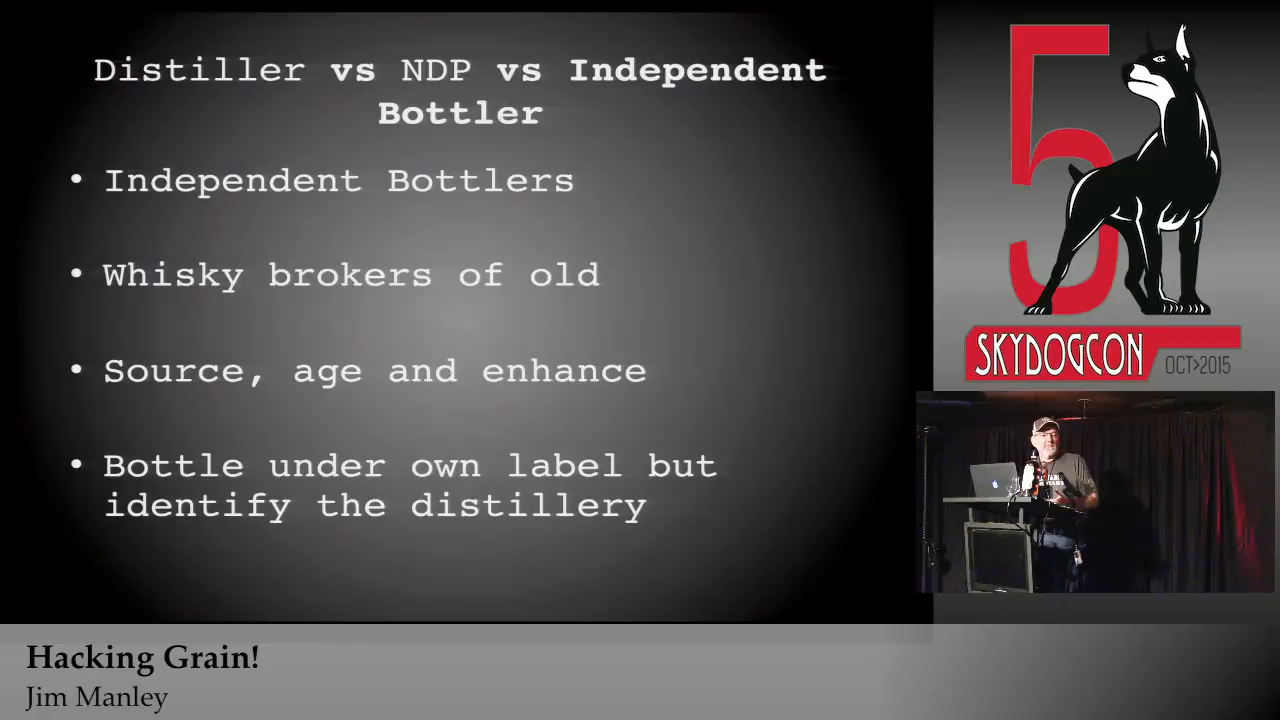 Distiller vs NDP vs Independent
Bottler
• Independent Bottlers
• Whisky brokers of old
• Source, age and enhance
• Bottle under own label but
identify the distillery
5
SKYDOGCON
OCT>2015
Hacking Grain!
Jim Manley